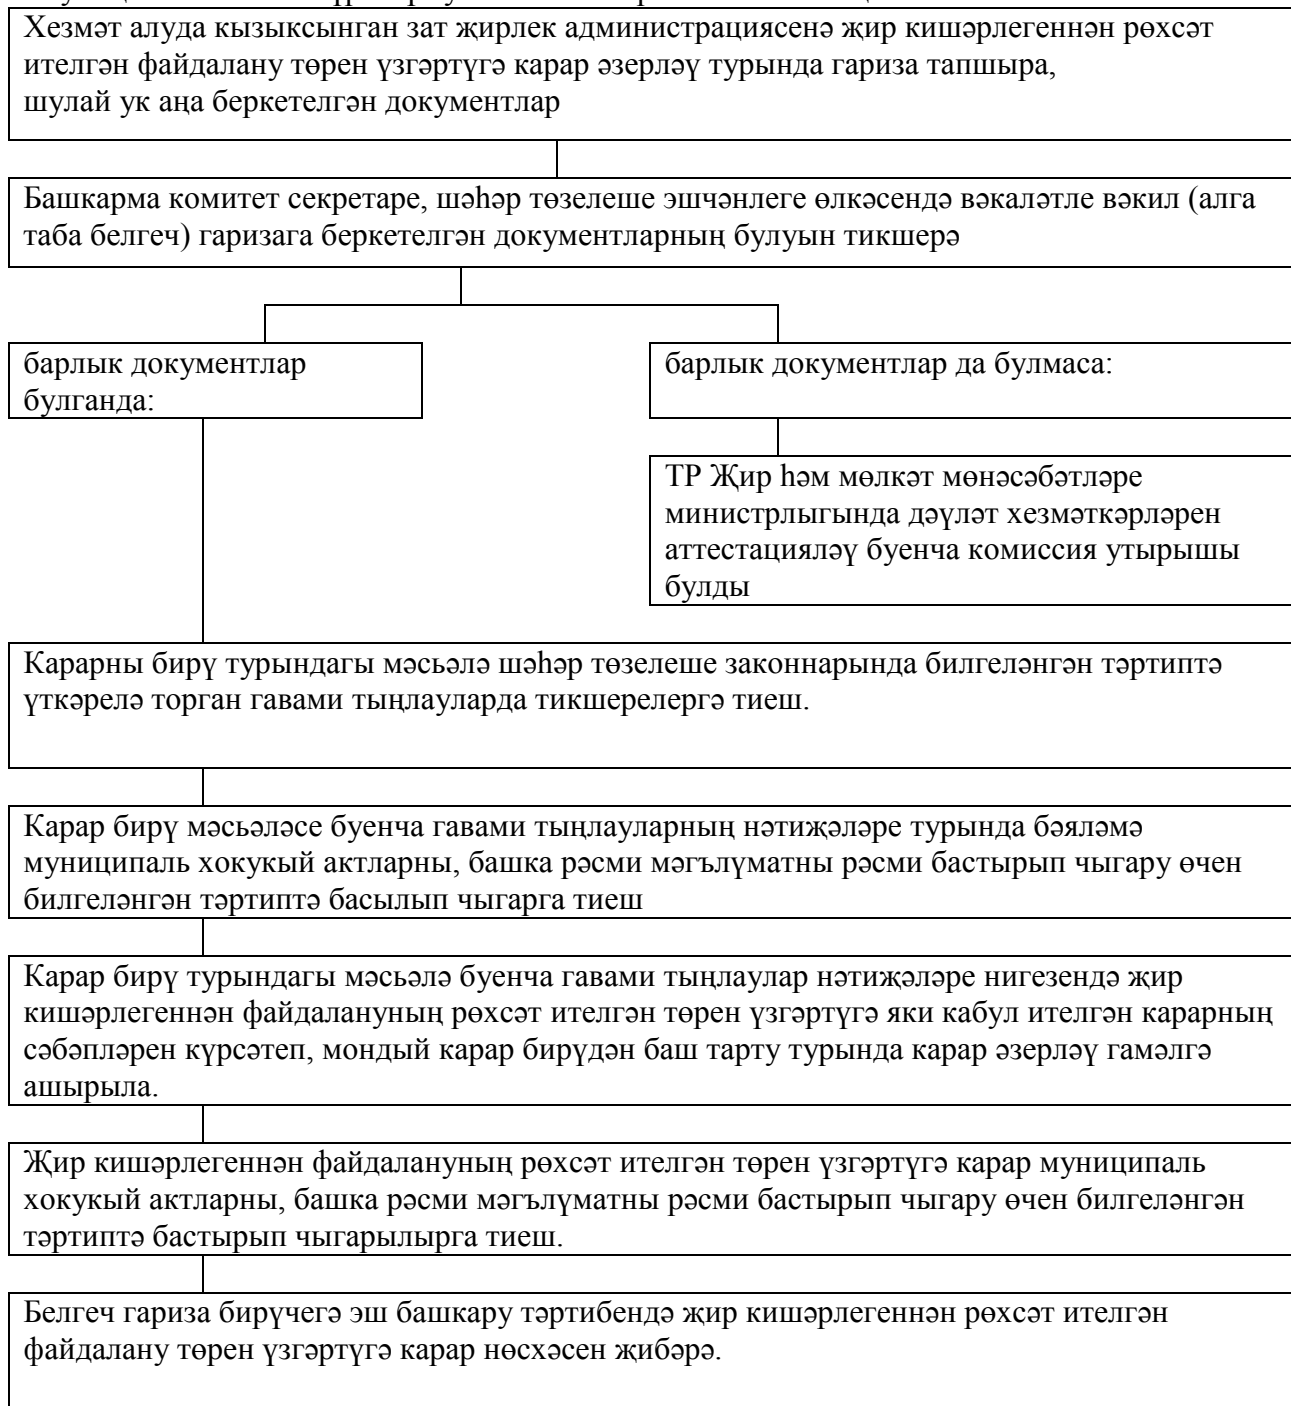 Хезмәт алуда кызыксынган зат җирлек администрациясенә җир кишәрлегеннән рөхсәт
ителгән файдалану төрен үзгәртүгә карар әзерләү турында гариза тапшыра,
шулай ук аңа беркетелгән документлар
Башкарма комитет секретаре, шәһәр төзелеше эшчәнлеге өлкәсендә вәкаләтле вәкил (алга
таба белгеч) гаризага беркетелгән документларның булуын тикшерә
барлык документлар
булганда:
барлык документлар да булмаса:
ТР Җир һәм мөлкәт мөнәсәбәтләре
министрлыгында дәүләт хезмәткәрләрен
аттестацияләү буенча комиссия утырышы
булды
Карарны бирү турындагы мәсьәлә шәһәр төзелеше законнарында билгеләнгән тәртиптә
үткәрелә торган гавами тыңлауларда тикшерелергә тиеш.
Карар бирү мәсьәләсе буенча гавами тыңлауларның нәтиҗәләре турында бәяләмә
муниципаль хокукый актларны, башка рәсми мәгълүматны рәсми бастырып чыгару өчен
билгеләнгән тәртиптә басылып чыгарга тиеш
Карар бирү турындагы мәсьәлә буенча гавами тыңлаулар нәтиҗәләре нигезендә җир
кишәрлегеннән файдалануның рөхсәт ителгән төрен үзгәртүгә яки кабул ителгән карарның
сәбәпләрен күрсәтеп, мондый карар бирүдән баш тарту турында карар әзерләү гамәлгә
ашырыла.
Җир кишәрлегеннән файдалануның рөхсәт ителгән төрен үзгәртүгә карар муниципаль
хокукый актларны, башка рәсми мәгълүматны рәсми бастырып чыгару өчен билгеләнгән
тәртиптә бастырып чыгарылырга тиеш.
Белгеч гариза бирүчегә эш башкару тәртибендә җир кишәрлегеннән рөхсәт ителгән
файдалану төрен үзгәртүгә карар нөсхәсен җибәрә.